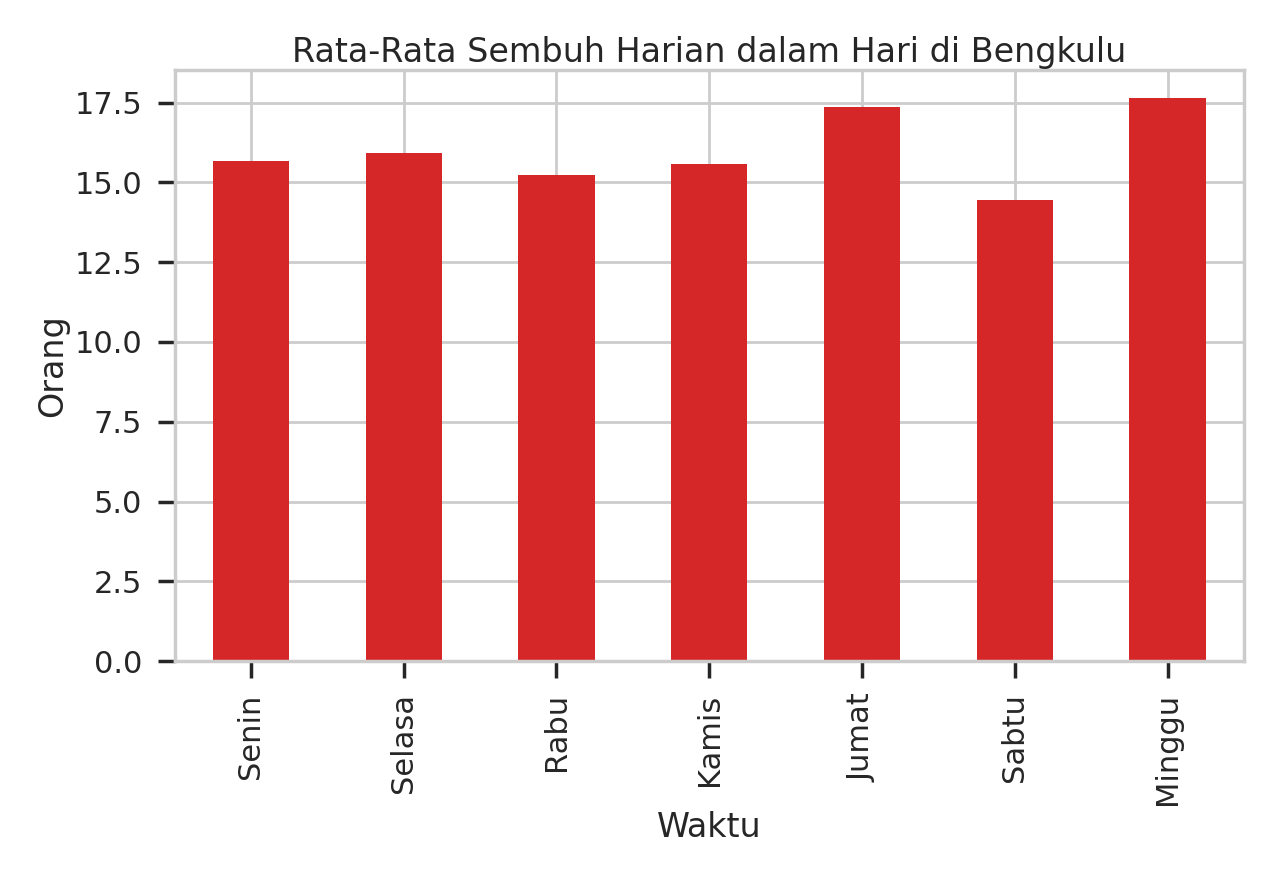 Rata-Rata Sembuh Harian dalam Hari di Bengkulu
17.5
15.0
12.5
10.0
7.5
5.0
2.5
0.0
Orang
Senin
Selasa
Rabu
Kamis
Jumat
Sabtu
Minggu
Waktu